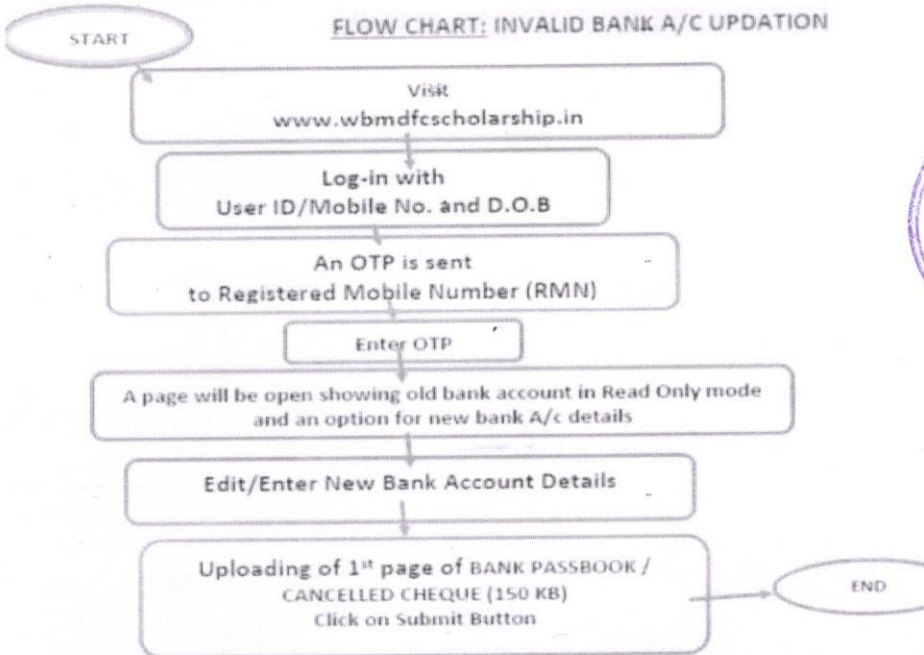 FLOW CHART: INVALID BANK A/C UPDATION
START
Visit
www.wbmdfcscholarship.in
Log-in with
User ID/Mobile No. and D.O.B
An OTP is sent
to Registered Mobile Number (RMN)
Enter OTP
A page will be open showing old bank account in Read Only mode
and an option for new bank A/c details
Edit/Enter New Bank Account Details
Uploading of 1st page of BANK PASSBOOK /
CANCELLED CHEQUE (150 KB)
Click on Submit Button
END